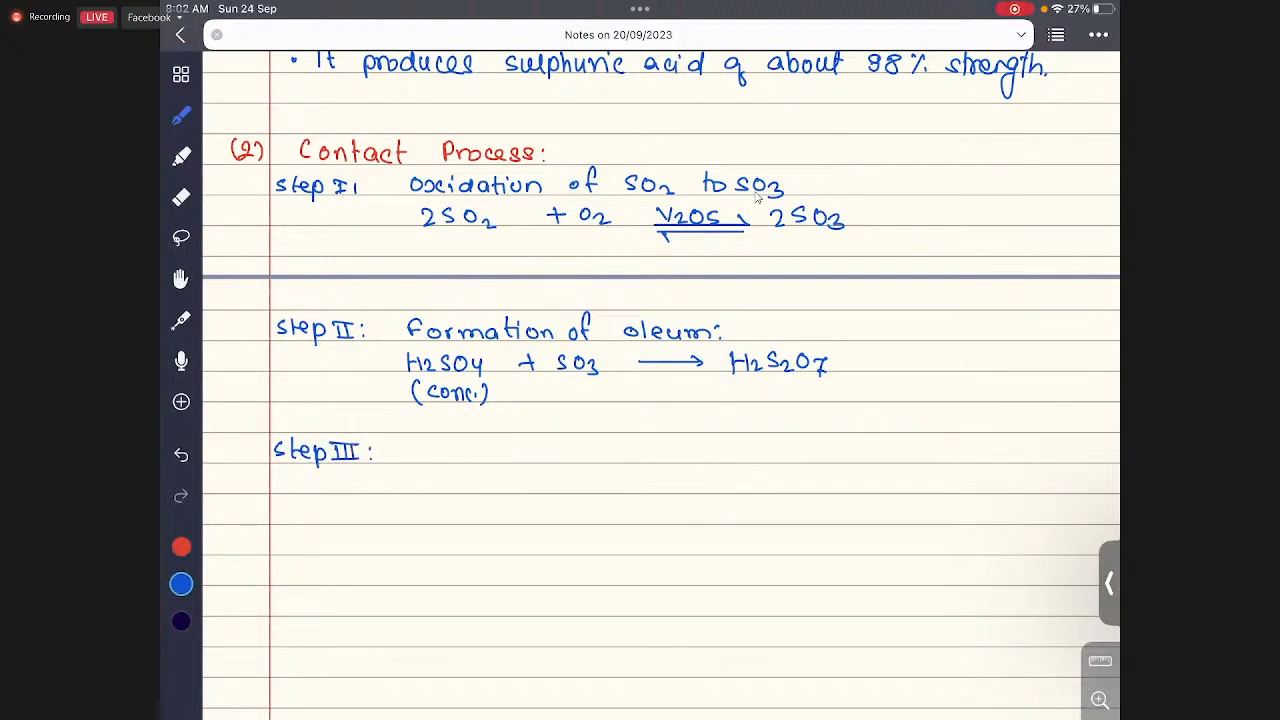 Recording LIVE Facebook 8:02 AM Sun 24 Sep 27%
Notes on 20/09/2023
• It produces sulphuric acid of about 98% strength.
(2) Contact Process:
Step I: Oxidation of SO2 to SO3
2SO2 + O2 V2O5 2SO3
Step II: Formation of oleum:
H2SO4 + SO3 → H2S2O7
(conc.)
Step III: